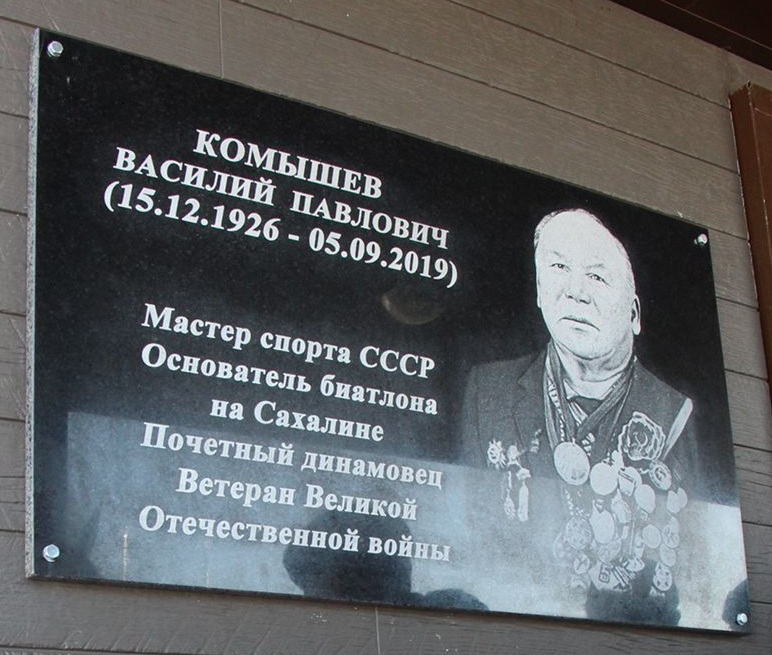 КОМЫШЕВ
ВАСИЛИЙ ПАВЛОВИЧ
(15.12.1926 - 05.09.2019)
Мастер спорта СССР
Основатель биатлона
на Сахалине
Почетный динамовец
Ветеран Великой
Отечественной войны